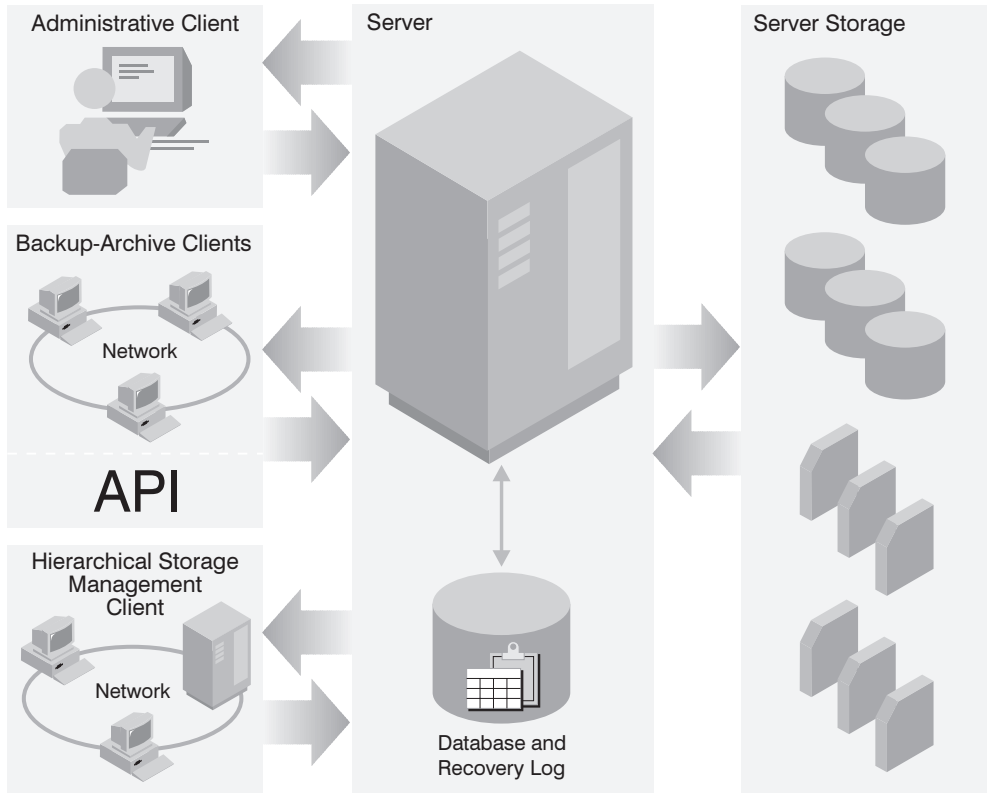 Administrative Client
Server
Server Storage
Backup-Archive Clients
Network
API
Hierarchical Storage
Management
Client
Network
Database and
Recovery Log